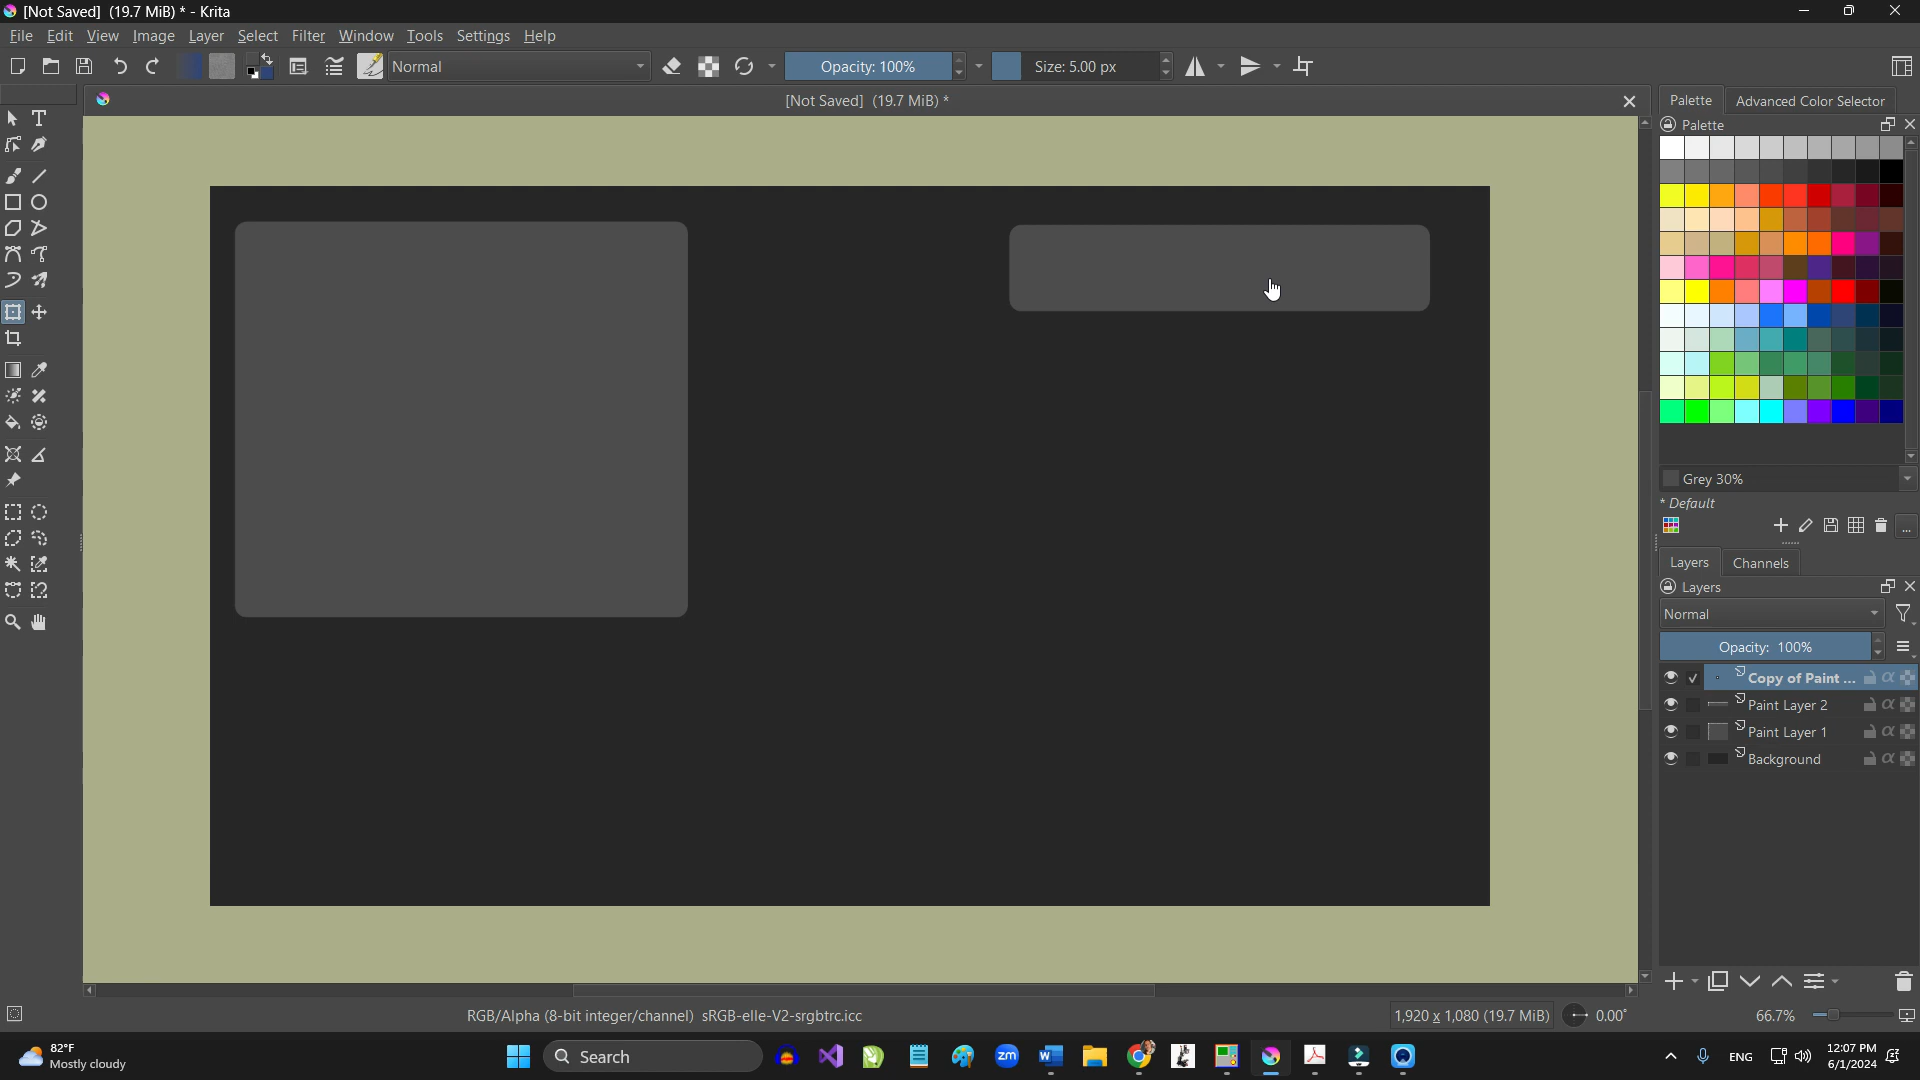 [Not Saved] (19.7 MiB) * - Krita
File Edit View Image Layer Select Filter Window Tools Settings Help
Normal
Opacity: 100%
Size: 5.00 px
[Not Saved] (19.7 MiB) *
Palette Advanced Color Selector
Palette
Grey 30%
* Default
...
Layers Channels
Layers
Normal
Opacity: 100%
Copy of Paint ...
Paint Layer 2
Paint Layer 1
Background
RGB/Alpha (8-bit integer/channel) sRGB-elle-V2-srgbtrc.icc
1,920 x 1,080 (19.7 MiB)
0.00°
66.7%
82°F
Mostly cloudy
Search
zm
ENG
12:07 PM
6/1/2024